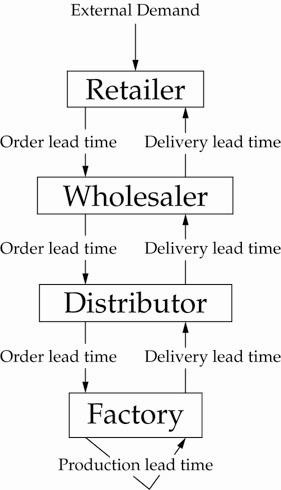 External Demand
Retailer
Order lead time Delivery lead time
Wholesaler
Order lead time Delivery lead time
Distributor
Order lead time Delivery lead time
Factory
Production lead time